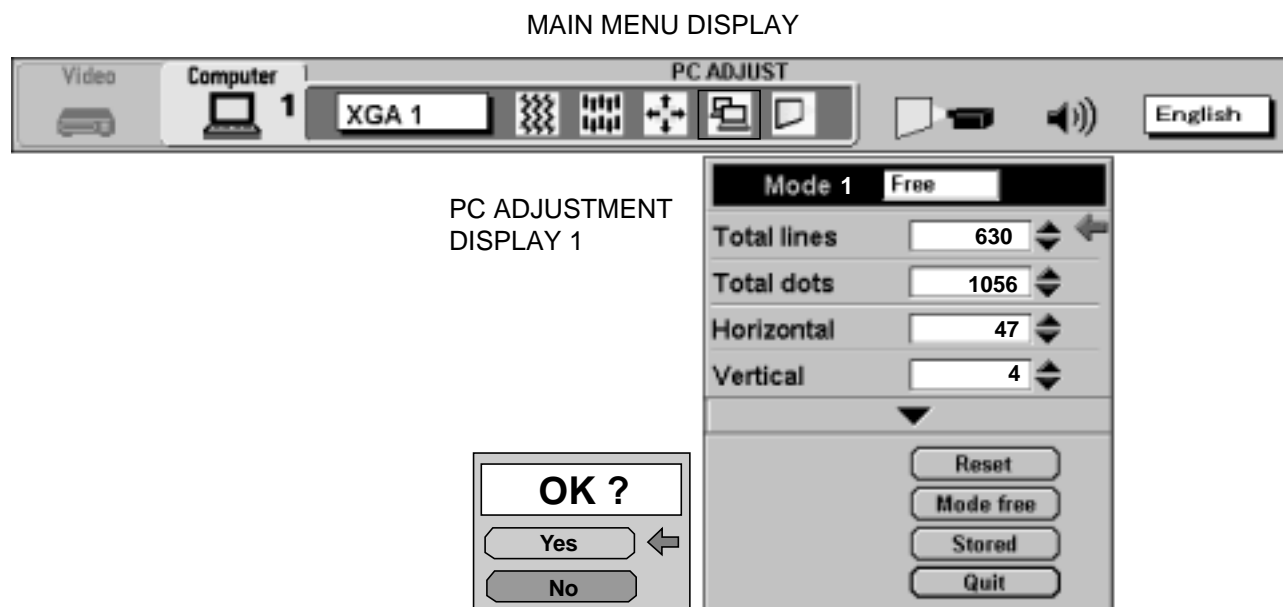 MAIN MENU DISPLAY
Video
Computer
1
PC ADJUST
XGA 1
English
PC ADJUSTMENT
DISPLAY 1
Mode 1 Free
Total lines 630
Total dots 1056
Horizontal 47
Vertical 4
Reset
Mode free
Stored
Quit
OK ?
Yes
No